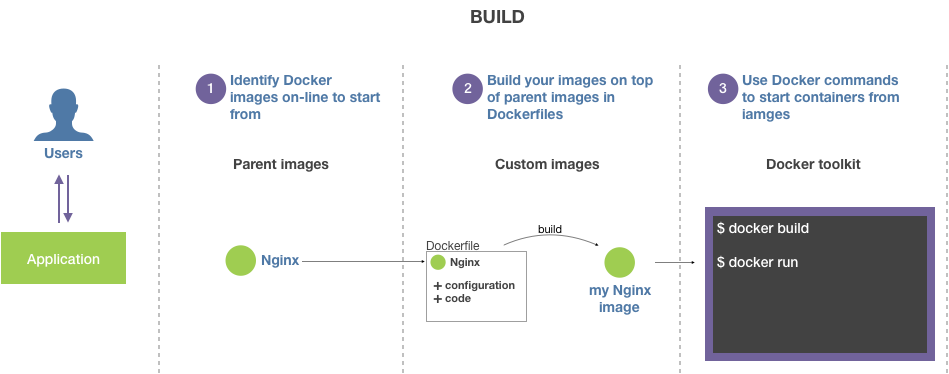 BUILD
Users
Application
1
Identify Docker
images on-line to start
from
Parent images
Nginx
2
Build your images on top
of parent images in
Dockerfiles
Custom images
Dockerfile
Nginx
+ configuration
+ code
build
my Nginx
image
3
Use Docker commands
to start containers from
iamges
Docker toolkit
$ docker build
$ docker run